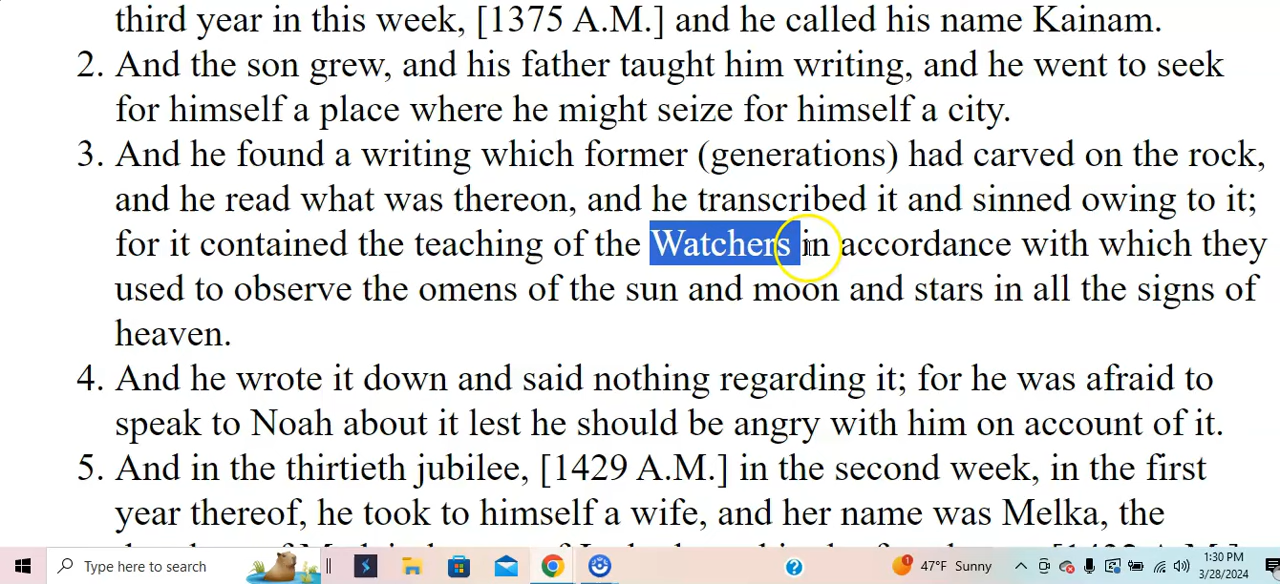 third year in this week, [1375 A.M.] and he called his name Kainam.
2. And the son grew, and his father taught him writing, and he went to seek
for himself a place where he might seize for himself a city.
3. And he found a writing which former (generations) had carved on the rock,
and he read what was thereon, and he transcribed it and sinned owing to it;
for it contained the teaching of the Watchers in accordance with which they
used to observe the omens of the sun and moon and stars in all the signs of
heaven.
4. And he wrote it down and said nothing regarding it; for he was afraid to
speak to Noah about it lest he should be angry with him on account of it.
5. And in the thirtieth jubilee, [1429 A.M.] in the second week, in the first
year thereof, he took to himself a wife, and her name was Melka, the
Type here to search
47°F Sunny
1:30 PM
3/28/2024